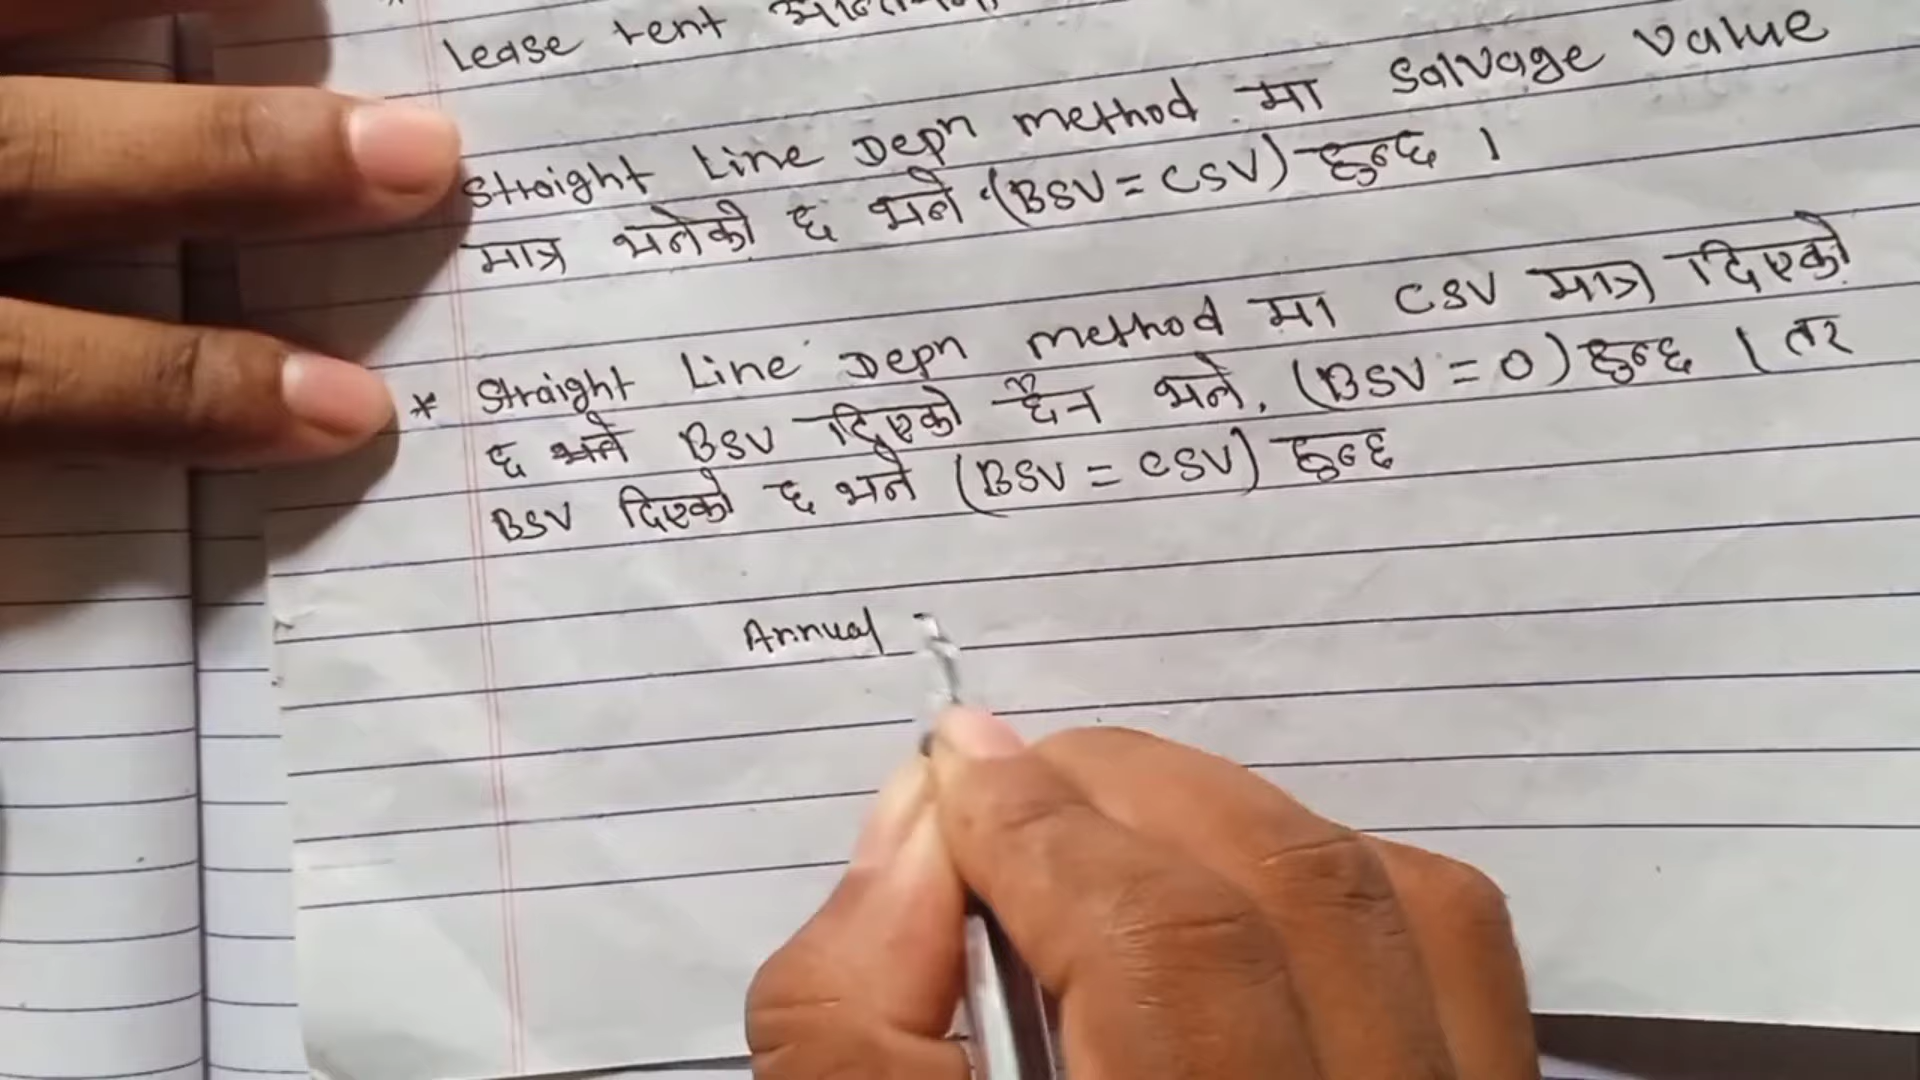 Lease rent
Straight Line Depn method मा Salvage value
मात्र भनेको छ भने (BSV = CSV) हुन्छ ।
* Straight Line Depn method मा CSV मात्र दिएको
छ भने BSV दिएको छैन भने, (BSV = 0) हुन्छ । तर
BSV दिएको छ भने (BSV = CSV) हुन्छ
Annual